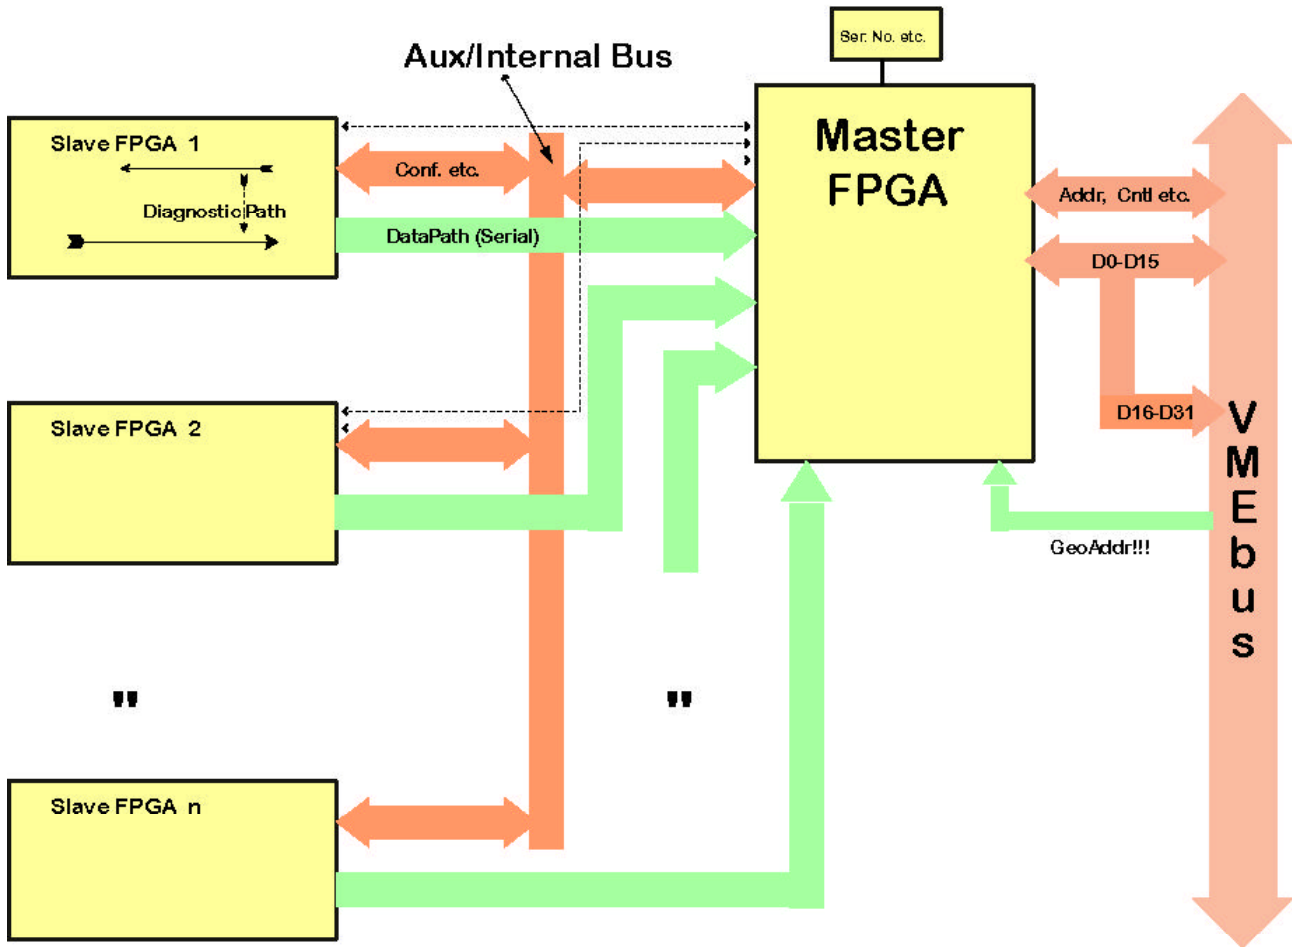 Ser. No. etc.
Aux/Internal Bus
Slave FPGA 1
Diagnostic Path
Conf. etc.
DataPath (Serial)
Master
FPGA
Addr, Cntl etc.
D0-D15
D16-D31
Slave FPGA 2
GeoAddr!!!
VMEbus
"
"
Slave FPGA n